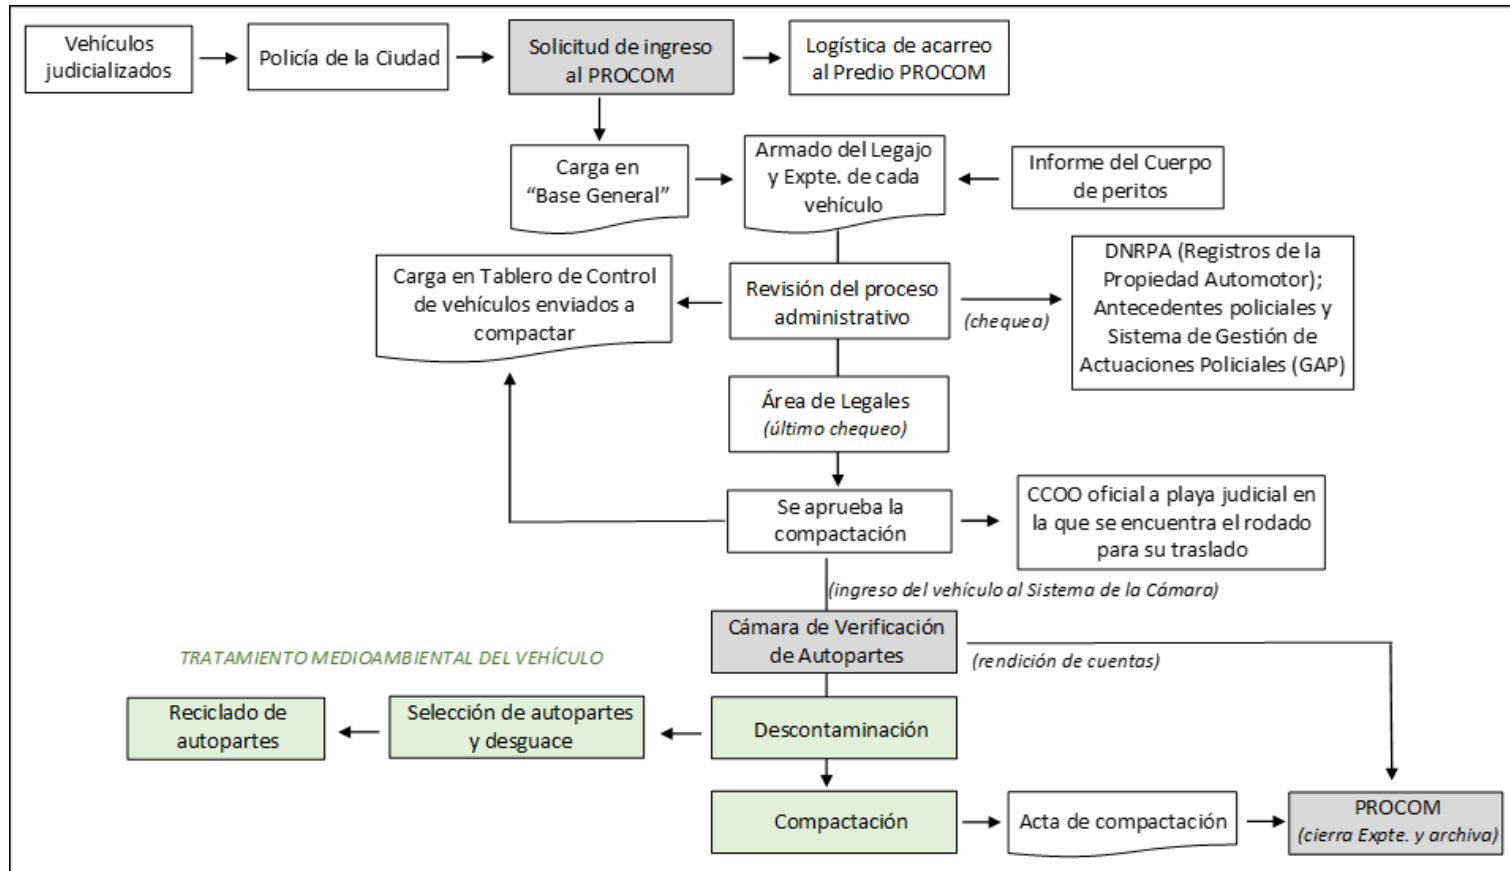 Vehículos
judicializados
Policía de la Ciudad
Solicitud de ingreso
al PROCOM
Logística de acarreo
al Predio PROCOM
Carga en
“Base General”
Armado del Legajo
y Expte. de cada
vehículo
Informe del Cuerpo
de peritos
Carga en Tablero de Control
de vehículos enviados a
compactar
Revisión del proceso
administrativo
(chequea)
DNRPA (Registros de la
Propiedad Automotor);
Antecedentes policiales y
Sistema de Gestión de
Actuaciones Policiales (GAP)
Área de Legales
(último chequeo)
Se aprueba la
compactación
CCOO oficial a playa judicial en
la que se encuentra el rodado
para su traslado
(ingreso del vehículo al Sistema de la Cámara)
Cámara de Verificación
de Autopartes
(rendición de cuentas)
TRATAMIENTO MEDIOAMBIENTAL DEL VEHÍCULO
Reciclado de
autopartes
Selección de autopartes
y desguace
Descontaminación
Compactación
Acta de compactación
PROCOM
(cierra Expte. y archiva)